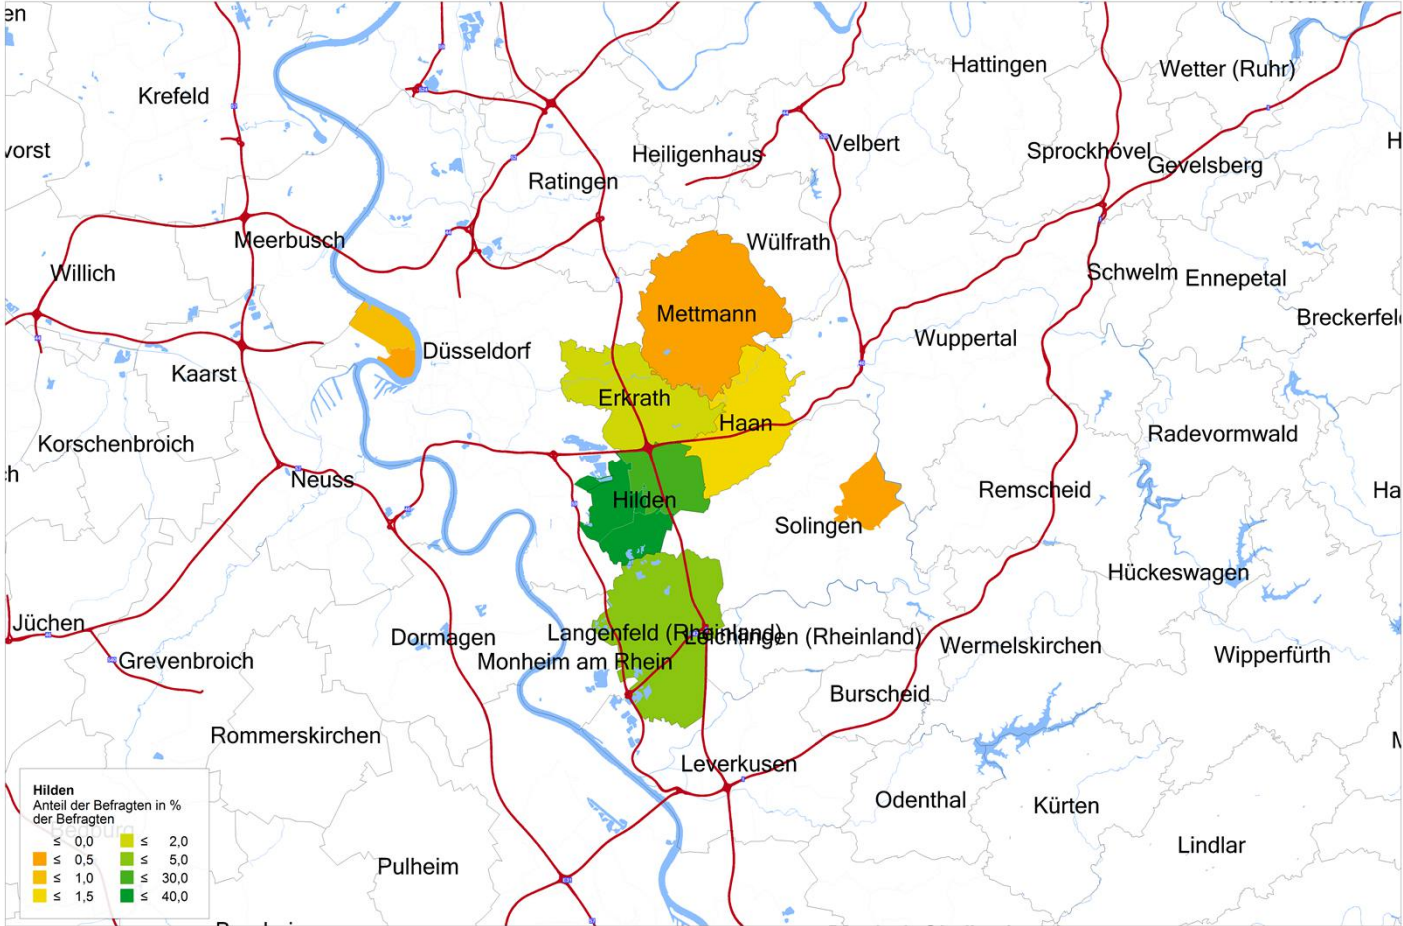 en
Hattingen
Wetter (Ruhr)
Krefeld
vorst
Heiligenhaus
Velbert
Sprockhövel
Gevelsberg
H
Ratingen
Meerbusch
Wülfrath
Willich
Schwelm
Ennepetal
Mettmann
Breckerfel
Düsseldorf
Wuppertal
Kaarst
Erkrath
Haan
Korschenbroich
Radevormwald
h
Neuss
Hilden
Remscheid
Ha
Solingen
Hückeswagen
Jüchen
Dormagen
Langenfeld (Rheinland)
Leichlingen (Rheinland)
Wermelskirchen
Grevenbroich
Monheim am Rhein
Wipperfürth
Burscheid
Rommerskirchen
M
Leverkusen
Odenthal
Kürten
Lindlar
Pulheim
Hilden
Anteil der Befragten in %
der Befragten
Bedburg
≤ 0,0 ≤ 2,0
≤ 0,5 ≤ 5,0
≤ 1,0 ≤ 30,0
≤ 1,5 ≤ 40,0